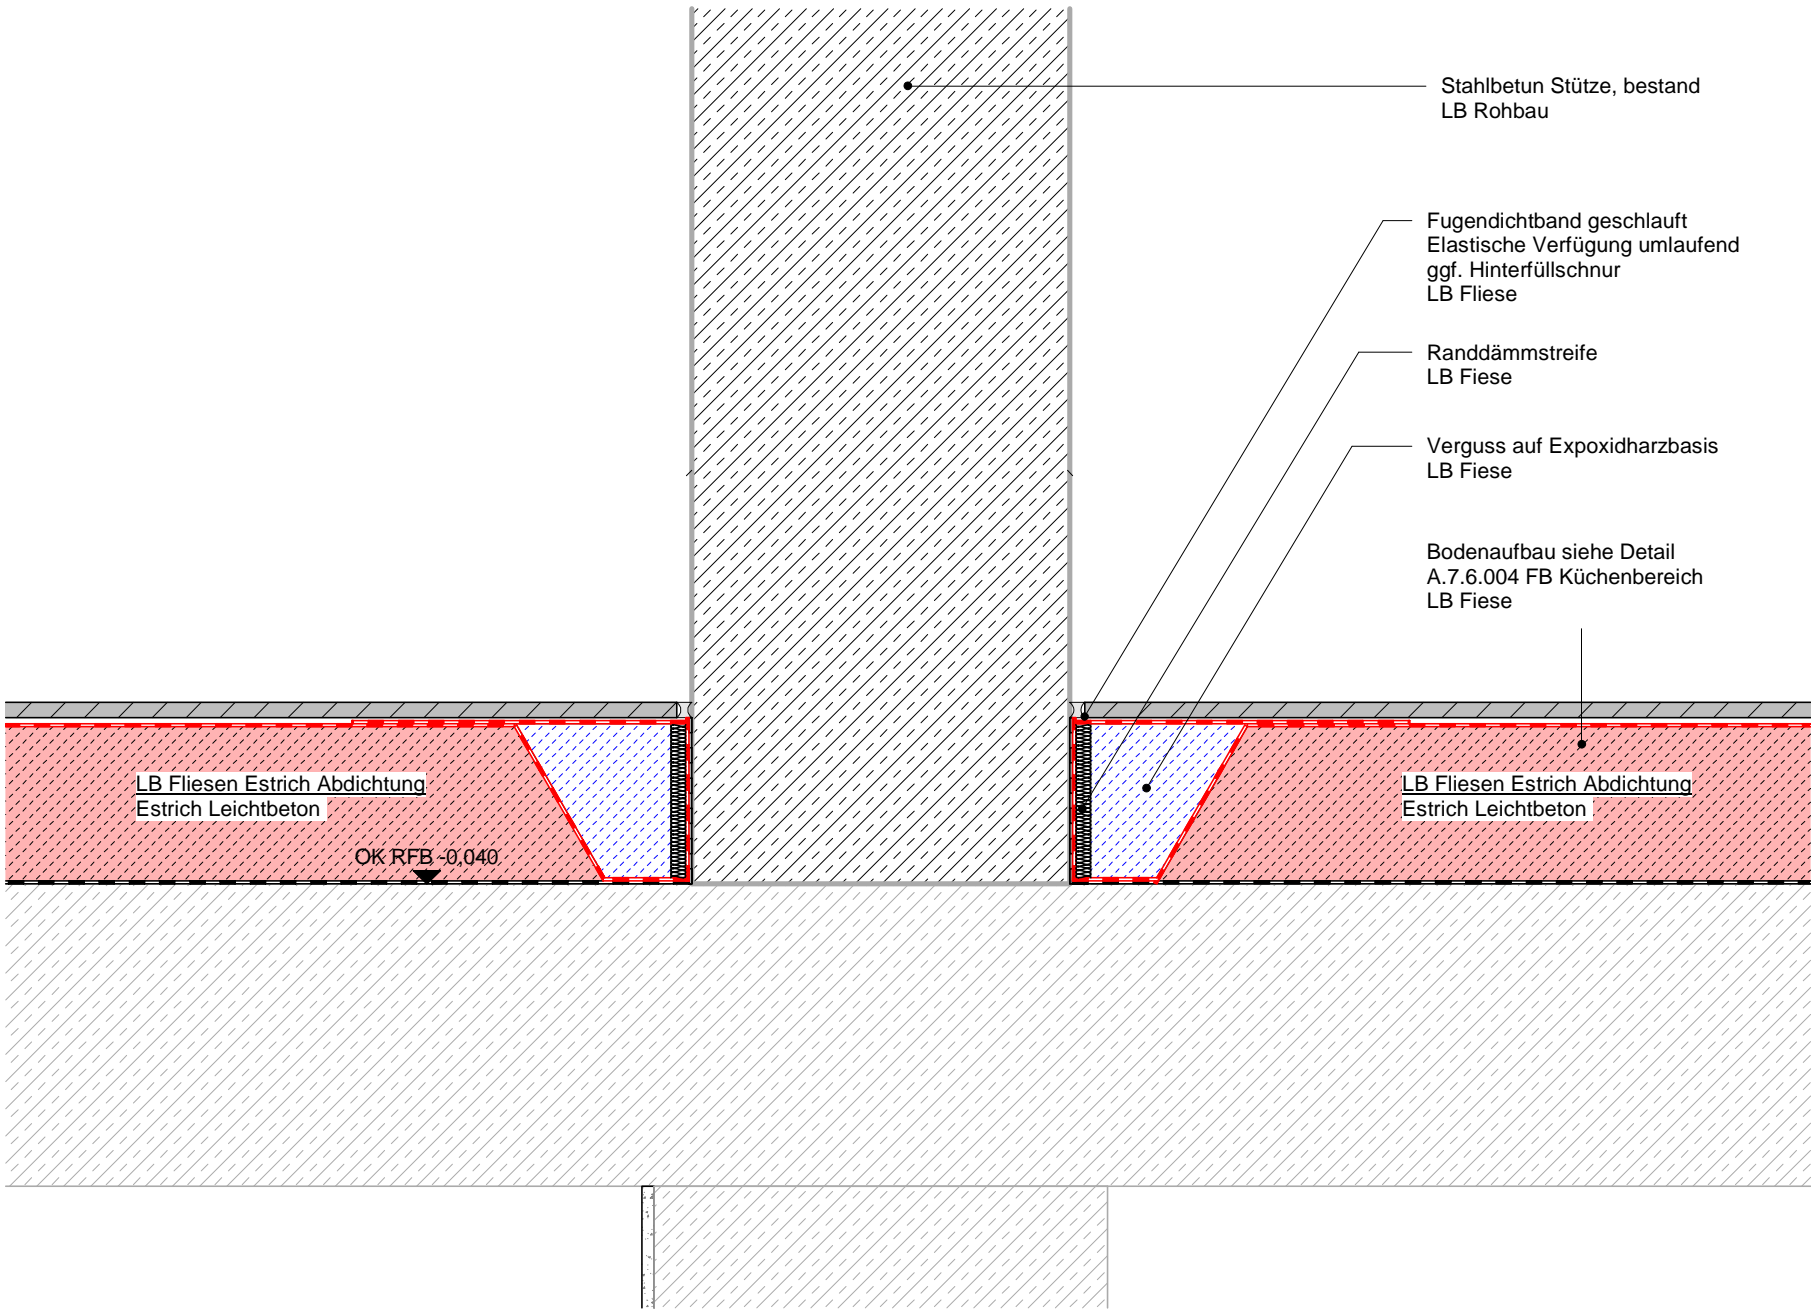 Stahlbetun Stütze, bestand
LB Rohbau
Fugendichtband geschlauft
Elastische Verfügung umlaufend
ggf. Hinterfüllschnur
LB Fliese
Randdämmstreife
LB Fiese
Verguss auf Expoxidharzbasis
LB Fiese
Bodenaufbau siehe Detail
A.7.6.004 FB Küchenbereich
LB Fiese
LB Fliesen Estrich Abdichtung
Estrich Leichtbeton
LB Fliesen Estrich Abdichtung
Estrich Leichtbeton
OK RFB -0,040